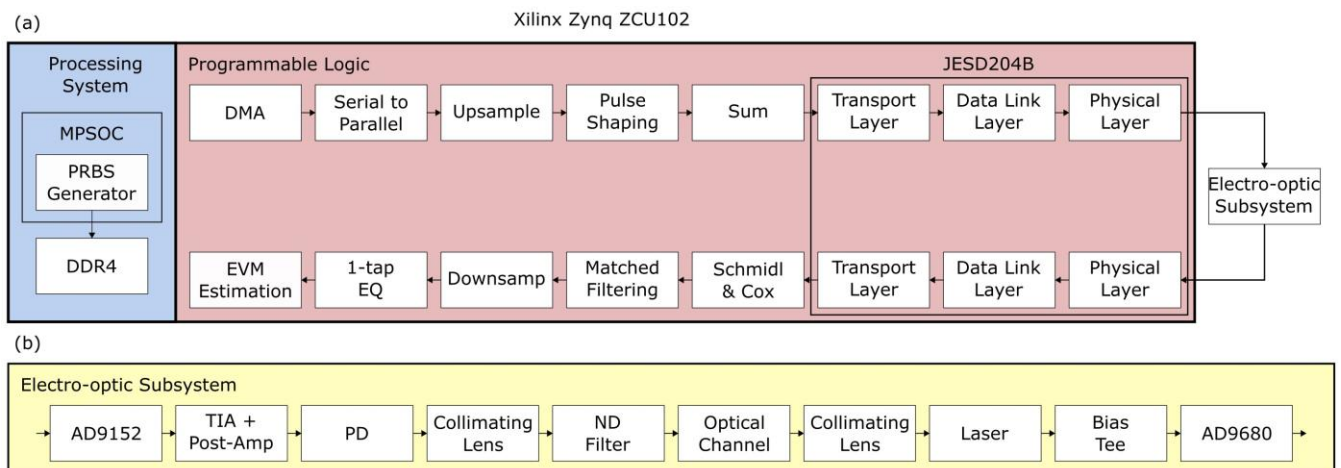 (a)
Xilinx Zynq ZCU102
Processing
System
MPSOC
PRBS
Generator
DDR4
Programmable Logic
JESD204B
DMA
Serial to
Parallel
Upsample
Pulse
Shaping
Sum
Transport
Layer
Data Link
Layer
Physical
Layer
Electro-optic
Subsystem
EVM
Estimation
1-tap
EQ
Downsamp
Matched
Filtering
Schmidl
& Cox
Transport
Layer
Data Link
Layer
Physical
Layer
(b)
Electro-optic Subsystem
AD9152
TIA +
Post-Amp
PD
Collimating
Lens
ND
Filter
Optical
Channel
Collimating
Lens
Laser
Bias
Tee
AD9680